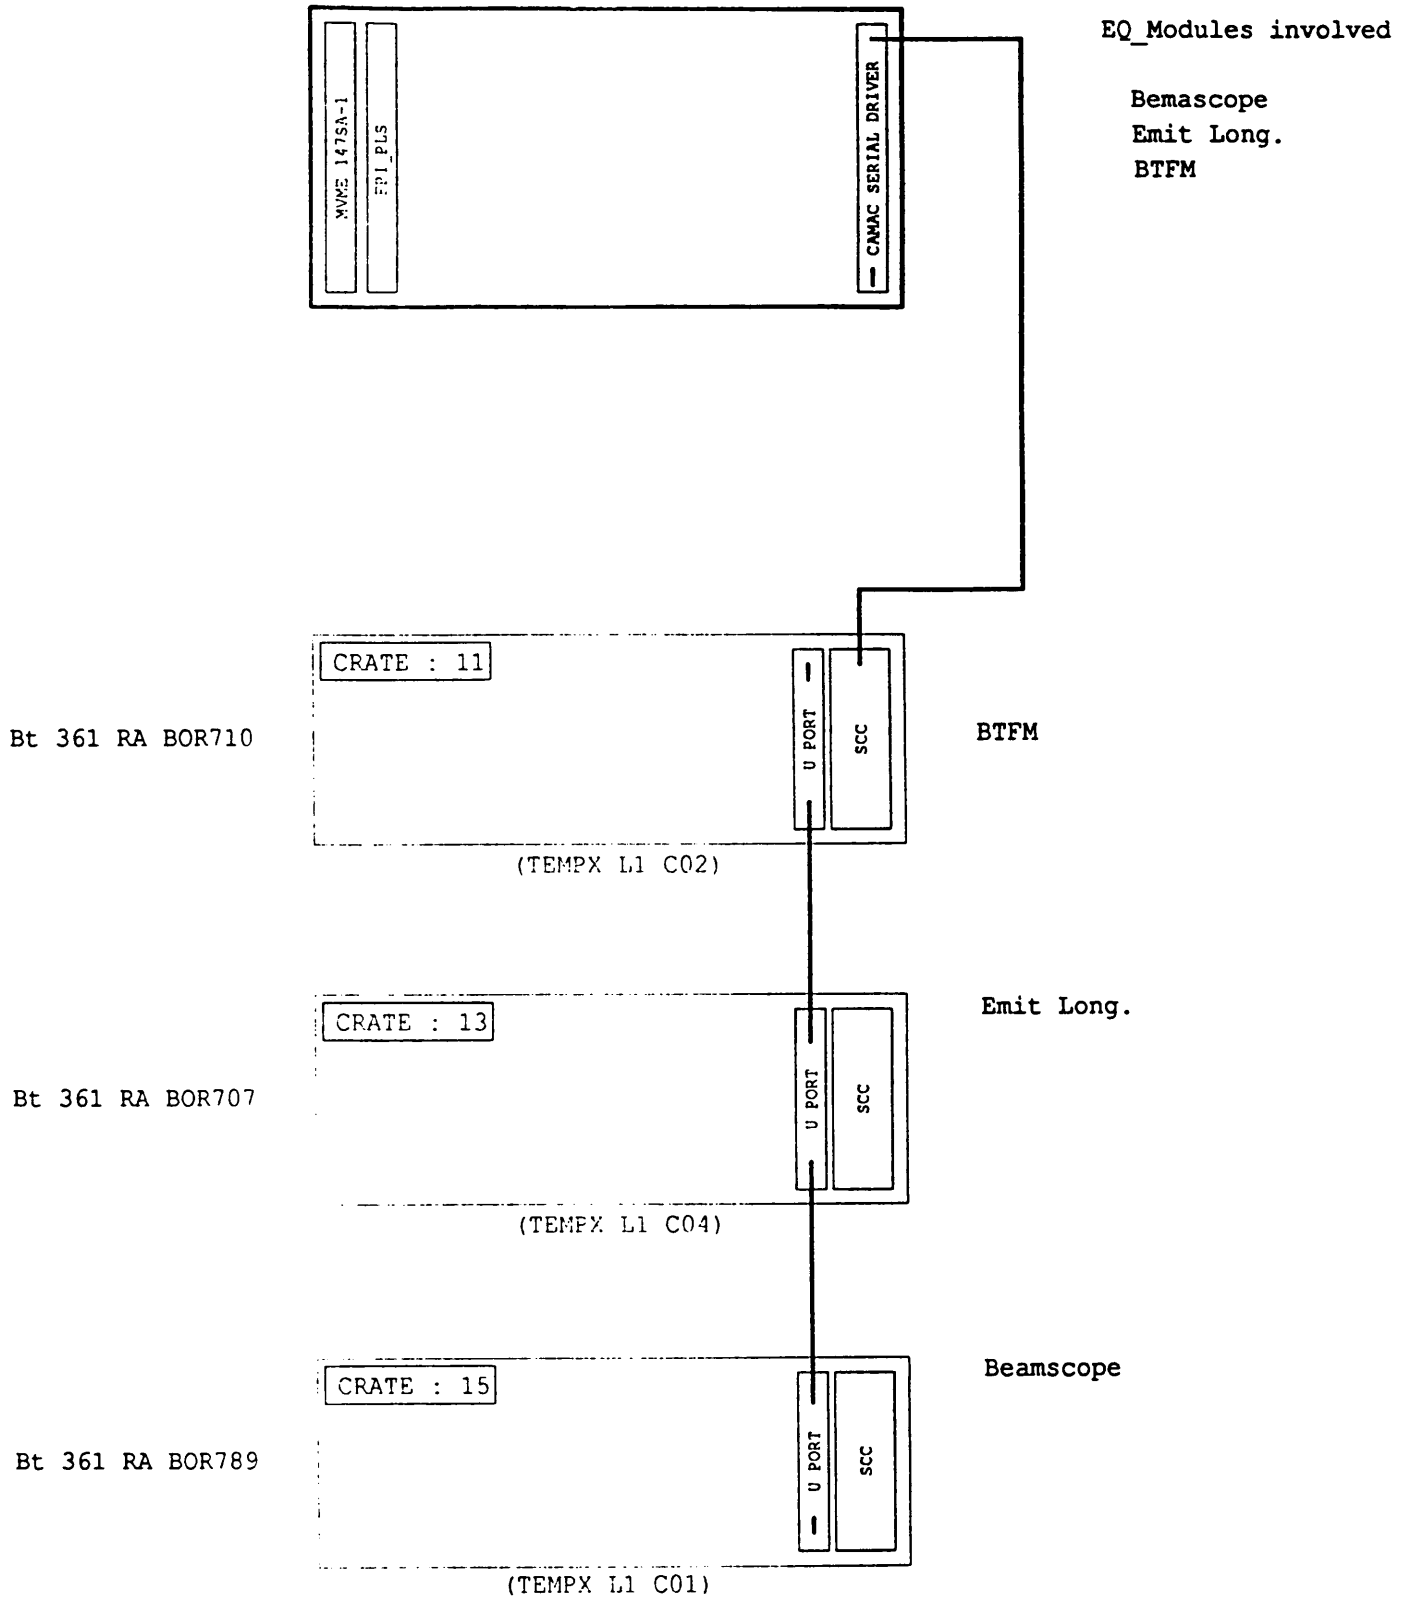 EQ_Modules involved
Bemascope
Emit Long.
BTFM
MVME 147SA-1
FPI_PLS
CAMAC SERIAL DRIVER
CRATE : 11
U PORT
SCC
Bt 361 RA BOR710
BTFM
(TEMPX L1 C02)
CRATE : 13
U PORT
SCC
Emit Long.
Bt 361 RA BOR707
(TEMPX L1 C04)
CRATE : 15
U PORT
SCC
Beamscope
Bt 361 RA BOR789
(TEMPX L1 C01)